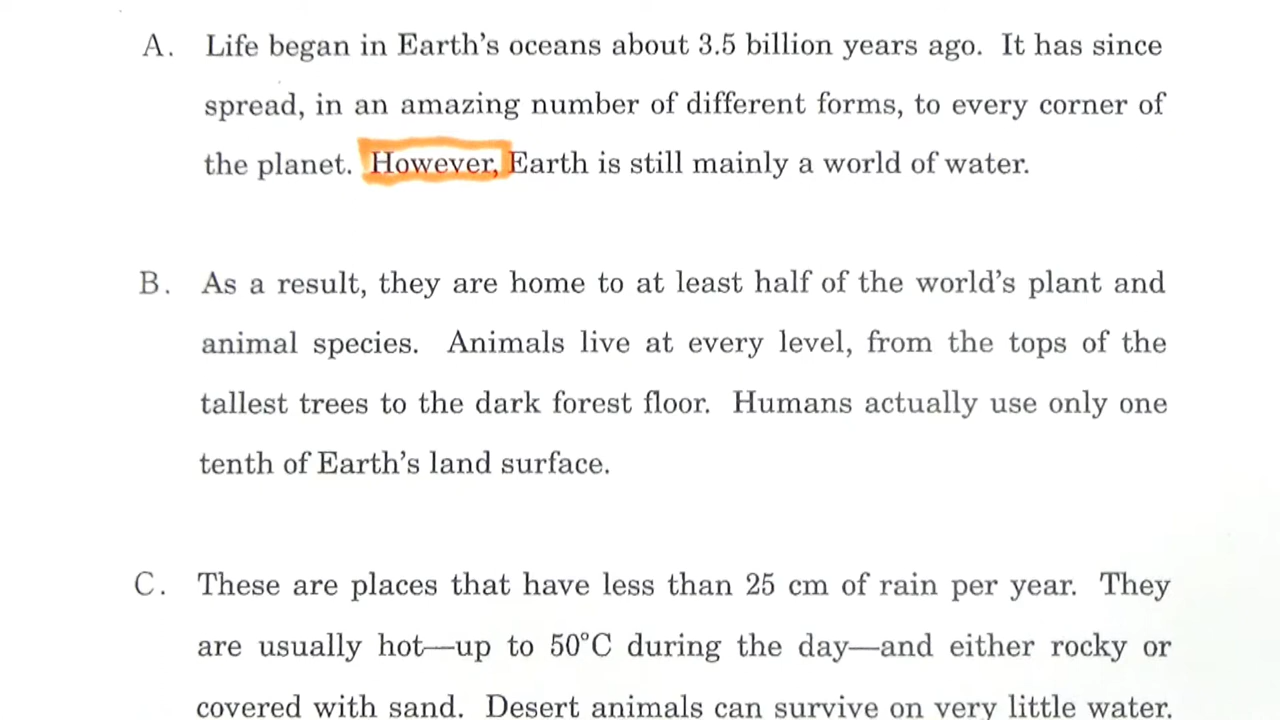 A. Life began in Earth's oceans about 3.5 billion years ago. It has since
spread, in an amazing number of different forms, to every corner of
the planet. However, Earth is still mainly a world of water.
B. As a result, they are home to at least half of the world's plant and
animal species. Animals live at every level, from the tops of the
tallest trees to the dark forest floor. Humans actually use only one
tenth of Earth's land surface.
C. These are places that have less than 25 cm of rain per year. They
are usually hot—up to 50°C during the day—and either rocky or
covered with sand. Desert animals can survive on very little water.